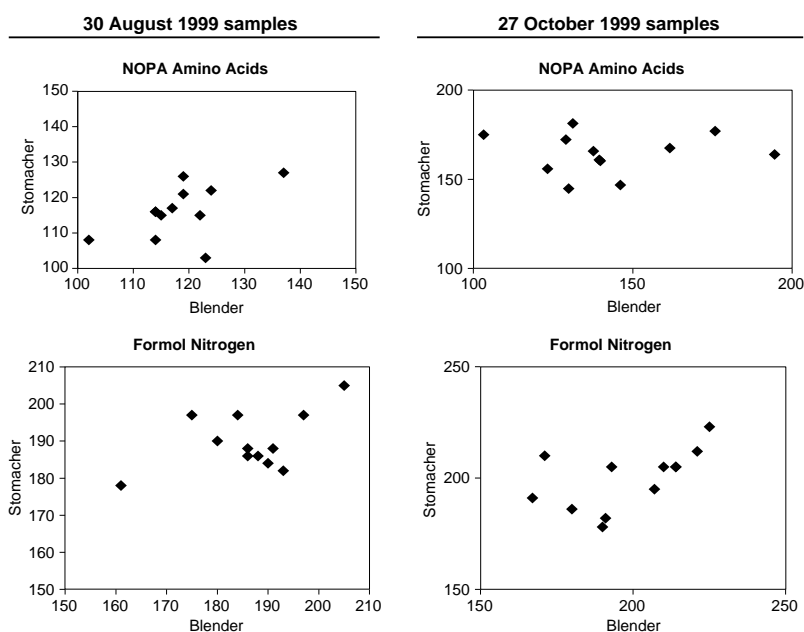 30 August 1999 samples
27 October 1999 samples
NOPA Amino Acids
150
140
130
120
110
100
Stomacher
100 110 120 130 140 150
Blender
NOPA Amino Acids
200
150
100
Stomacher
100 150 200
Blender
Formol Nitrogen
210
200
190
180
170
160
150
Stomacher
150 160 170 180 190 200 210
Blender
Formol Nitrogen
250
200
150
Stomacher
150 200 250
Blender